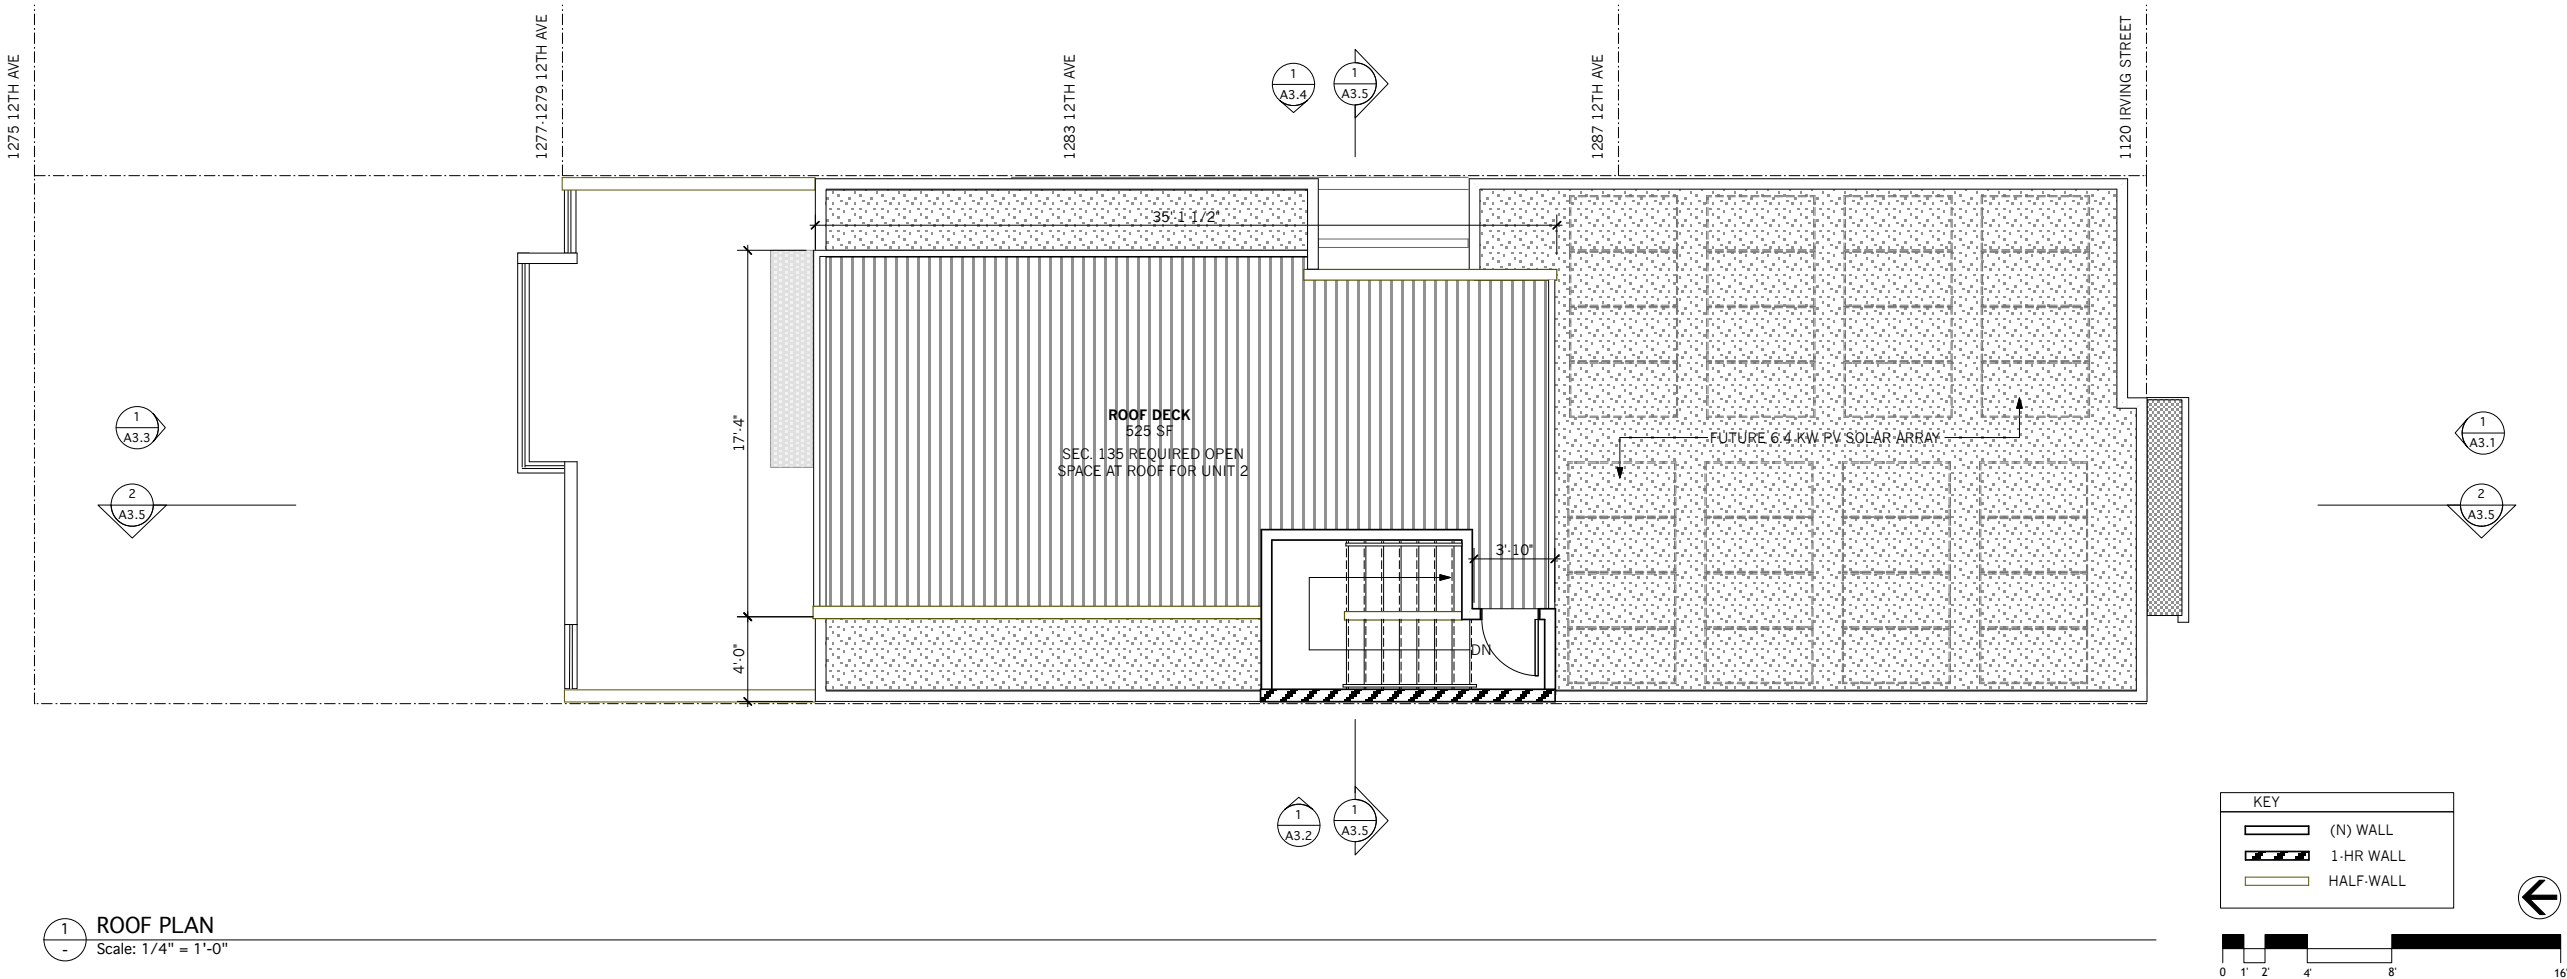 1275 12TH AVE
1277-1279 12TH AVE
1283 12TH AVE
1287 12TH AVE
1120 IRVING STREET
1
A3.4
1
A3.5
35'-1 1/2"
17'-4"
4'-0"
3'-10"
ROOF DECK
525 SF
SEC. 135 REQUIRED OPEN
SPACE AT ROOF FOR UNIT 2
FUTURE 6.4 KW PV SOLAR ARRAY
DN
1
A3.3
2
A3.5
1
A3.1
2
A3.5
1
A3.2
1
A3.5
KEY
(N) WALL
1-HR WALL
HALF-WALL
1
-
ROOF PLAN
Scale: 1/4" = 1'-0"
0 1' 2' 4' 8' 16'